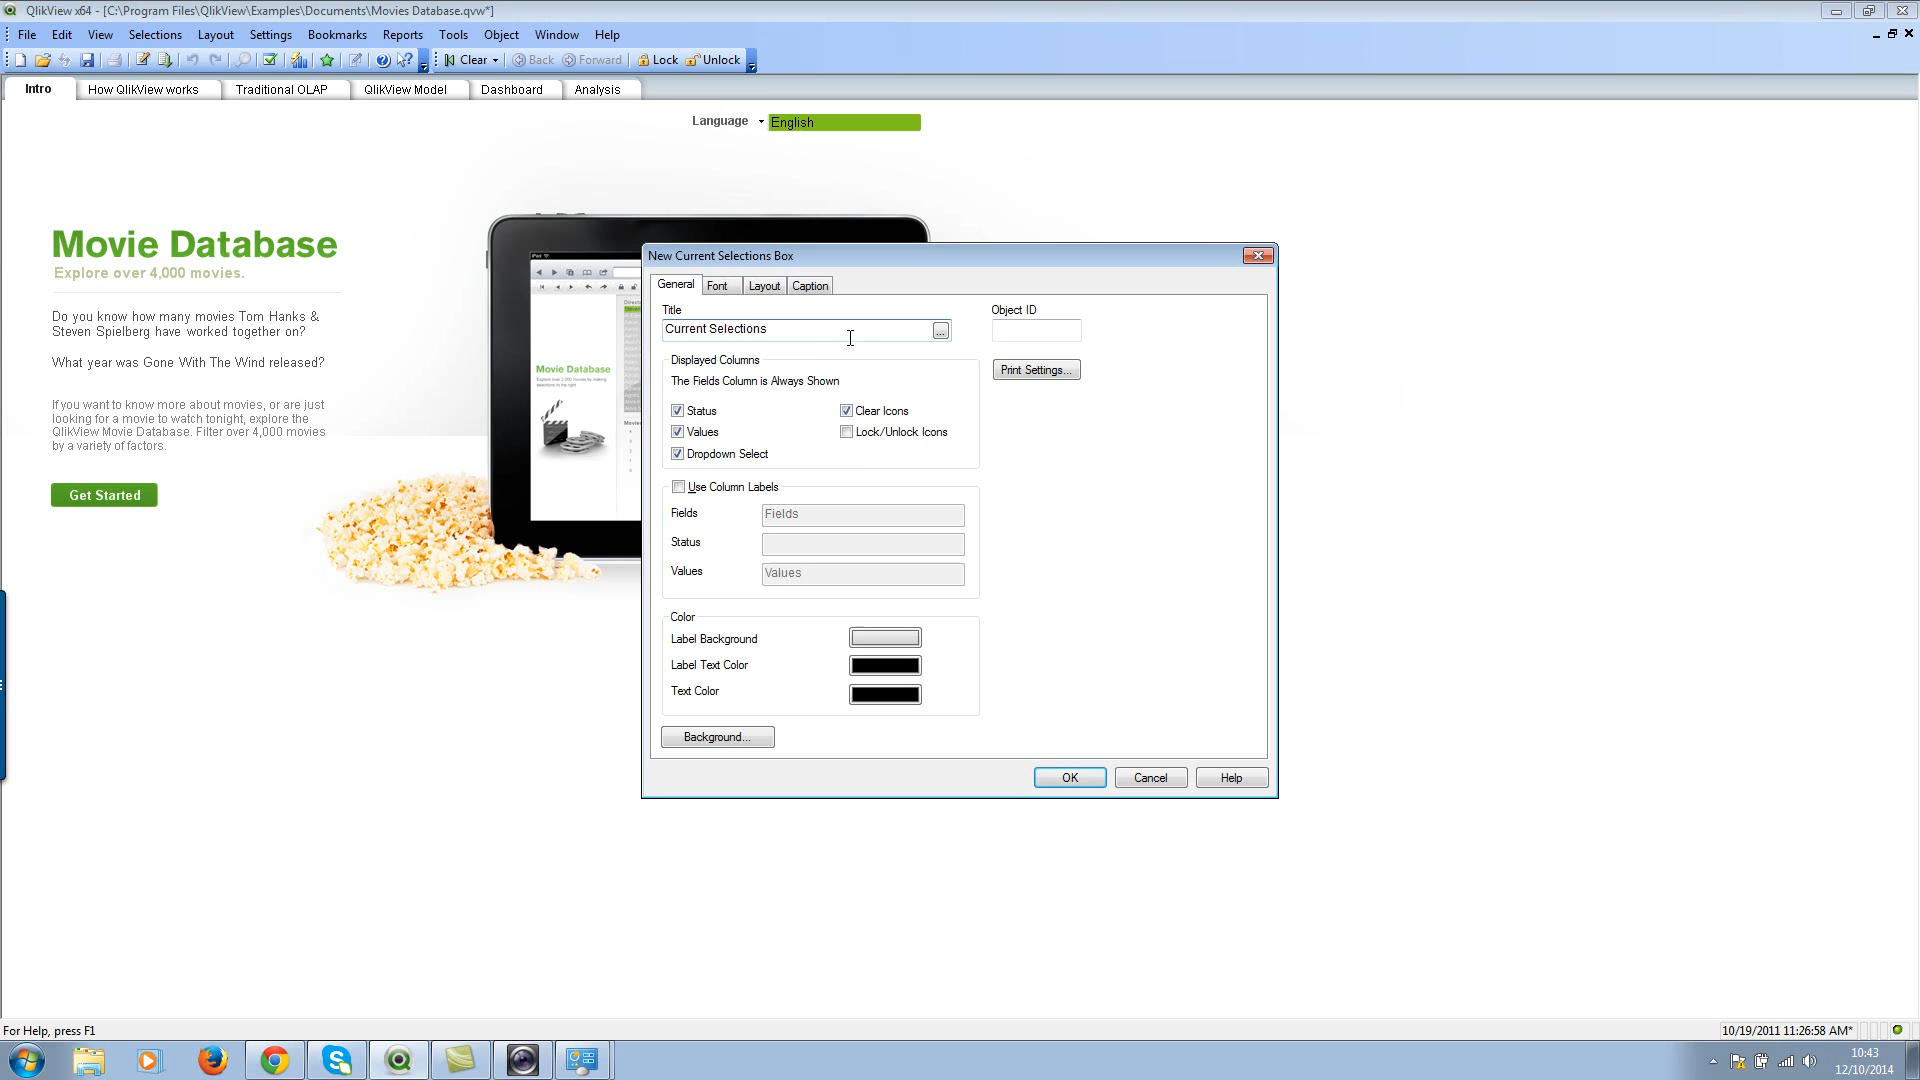 QlikView x64 - [C:\Program Files\QlikView\Examples\Documents\Movies Database.qvw*]
File Edit View Selections Layout Settings Bookmarks Reports Tools Object Window Help
Clear Back Forward Lock Unlock
Intro How QlikView works Traditional OLAP QlikView Model Dashboard Analysis
Language English
Movie Database
Explore over 4,000 movies.
Do you know how many movies Tom Hanks &
Steven Spielberg have worked together on?
What year was Gone With The Wind released?
If you want to know more about movies, or are just
looking for a movie to watch tonight, explore the
QlikView Movie Database. Filter over 4,000 movies
by a variety of factors.
Get Started
iPad
Movie Database
New Current Selections Box
General Font Layout Caption
Title
Current Selections
...
Object ID
Print Settings...
Displayed Columns
The Fields Column is Always Shown
Status
Clear Icons
Values
Lock/Unlock Icons
Dropdown Select
Use Column Labels
Fields Fields
Status
Values Values
Color
Label Background
Label Text Color
Text Color
Background...
OK Cancel Help
For Help, press F1
10/19/2011 11:26:58 AM*
10:43
12/10/2014